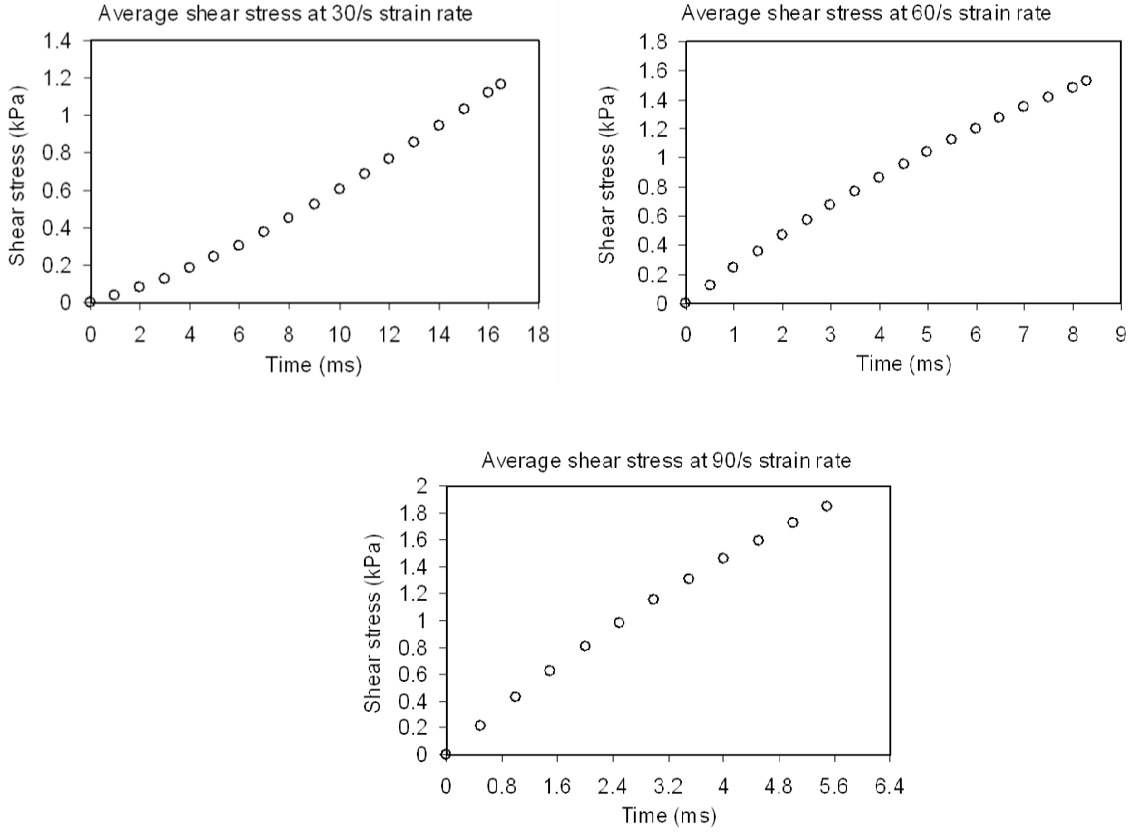 Average shear stress at 30/s strain rate
1.4
1.2
1
0.8
0.6
0.4
0.2
0
Shear stress (kPa)
0 2 4 6 8 10 12 14 16 18
Time (ms)
Average shear stress at 60/s strain rate
1.8
1.6
1.4
1.2
1
0.8
0.6
0.4
0.2
0
Shear stress (kPa)
0 1 2 3 4 5 6 7 8 9
Time (ms)
Average shear stress at 90/s strain rate
2
1.8
1.6
1.4
1.2
1
0.8
0.6
0.4
0.2
0
Shear stress (kPa)
0 0.8 1.6 2.4 3.2 4 4.8 5.6 6.4
Time (ms)